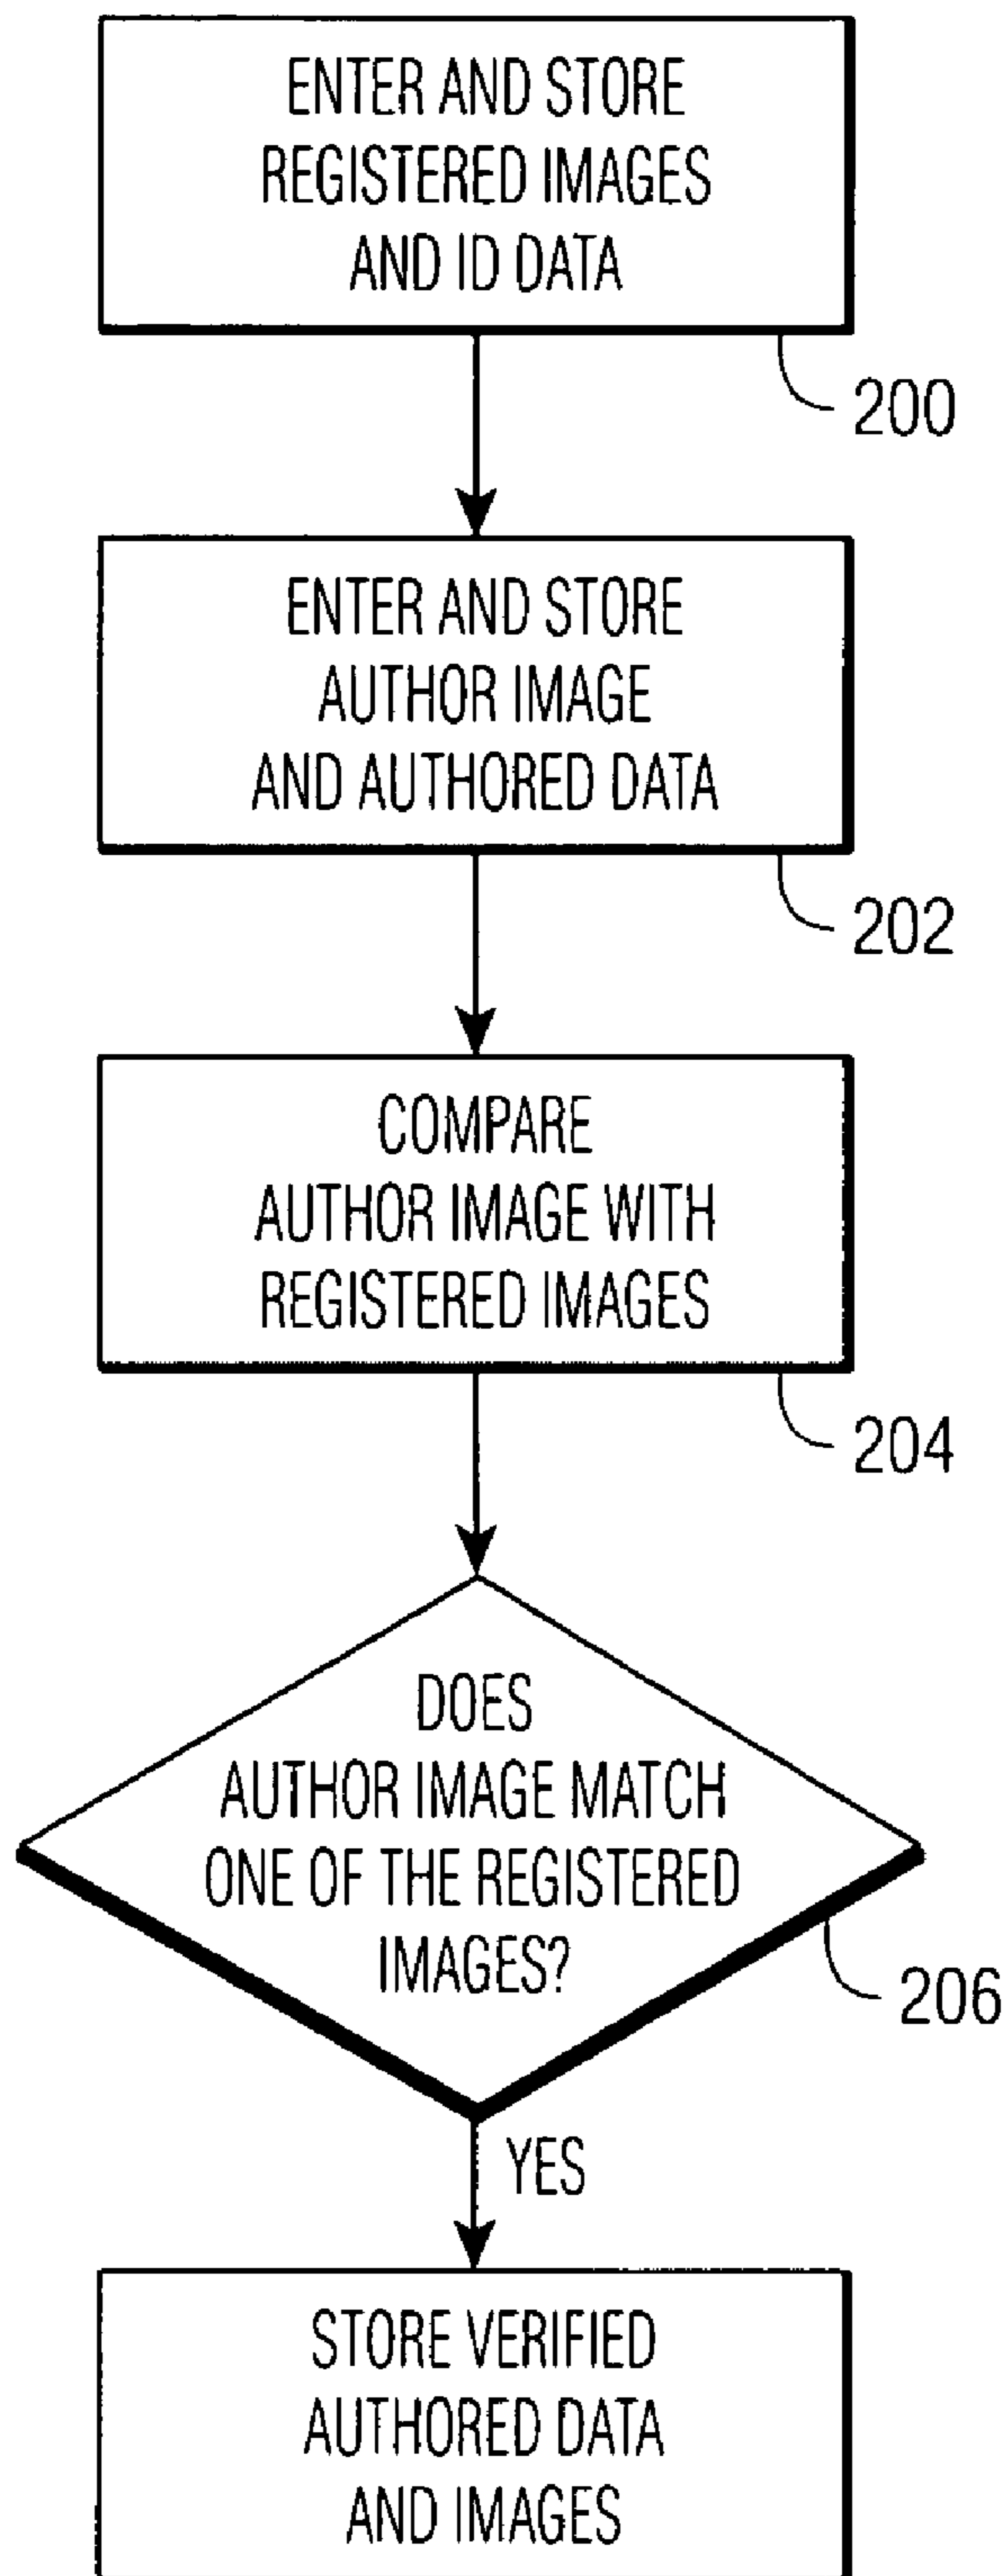 ENTER AND STORE
REGISTERED IMAGES
AND ID DATA
200
ENTER AND STORE
AUTHOR IMAGE
AND AUTHORED DATA
202
COMPARE
AUTHOR IMAGE WITH
REGISTERED IMAGES
204
DOES
AUTHOR IMAGE MATCH
ONE OF THE REGISTERED
IMAGES?
206
YES
STORE VERIFIED
AUTHORED DATA
AND IMAGES